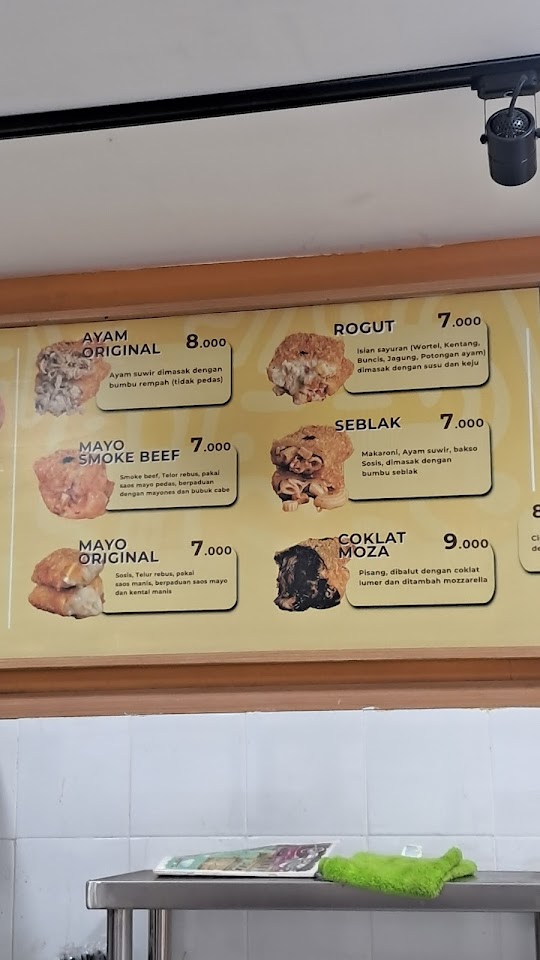 AYAM
ORIGINAL
8.000
Ayam suwir dimasak dengan
bumbu rempah (tidak pedas)
MAYO
SMOKE BEEF
7.000
Smoke beef, Telor rebus, pakai
saos mayo pedas, berpaduan
dengan mayones dan bubuk cabe
MAYO
ORIGINAL
7.000
Sosis, Telur rebus, pakai
saos manis, berpaduan saos mayo
dan kental manis
ROGUT
7.000
Isian sayuran (Wortel, Kentang,
Buncis, Jagung, Potongan ayam)
dimasak dengan susu dan keju
SEBLAK
7.000
Makaroni, Ayam suwir, bakso
Sosis, dimasak dengan
bumbu seblak
COKLAT
MOZA
9.000
Pisang, dibalut dengan coklat
lumer dan ditambah mozzarella